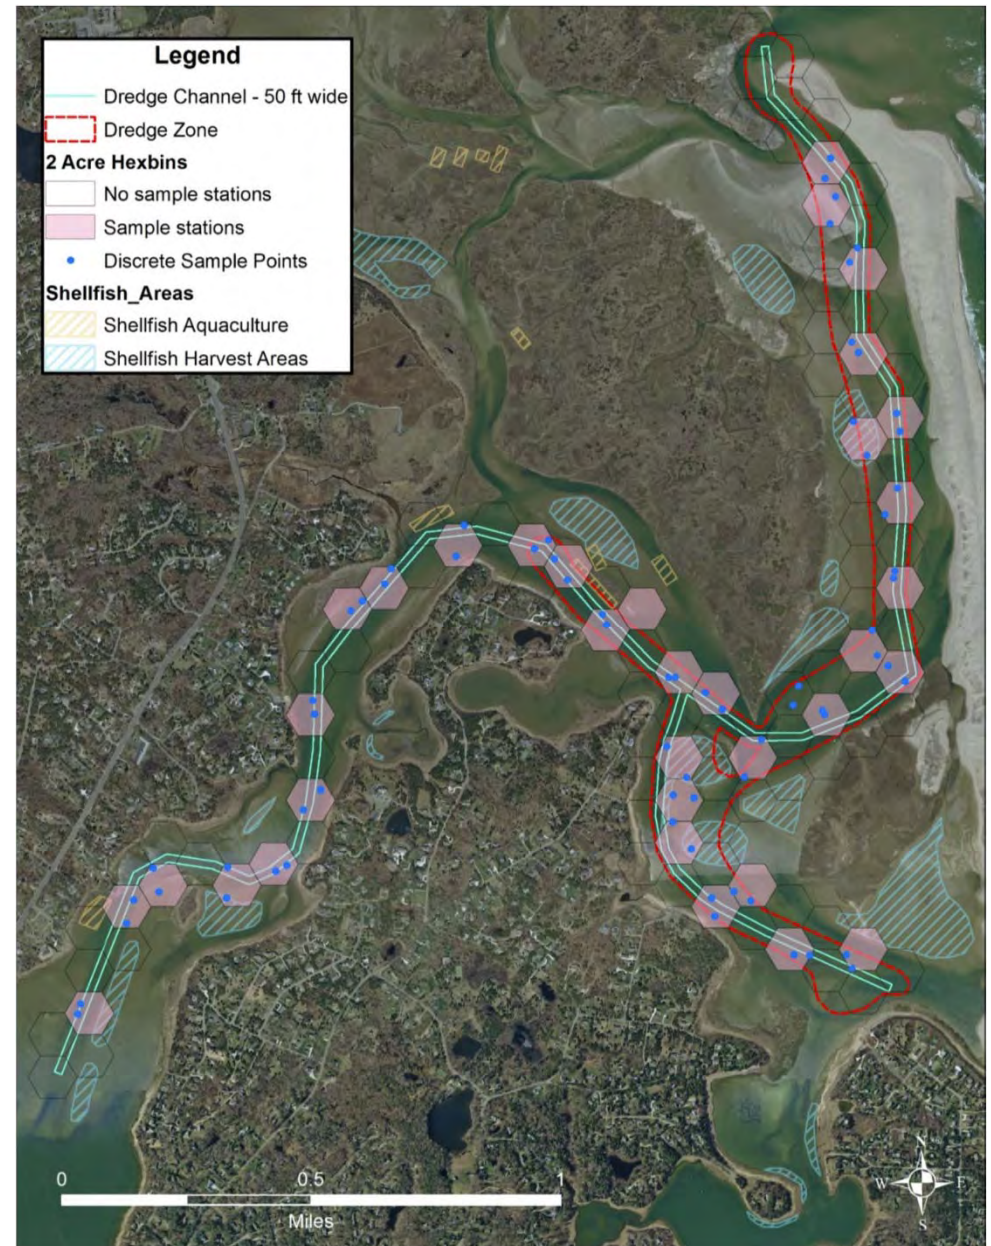 Legend
Dredge Channel - 50 ft wide
Dredge Zone
2 Acre Hexbins
No sample stations
Sample stations
Discrete Sample Points
Shellfish_Areas
Shellfish Aquaculture
Shellfish Harvest Areas
N
W E
S
0 0.5 1
Miles